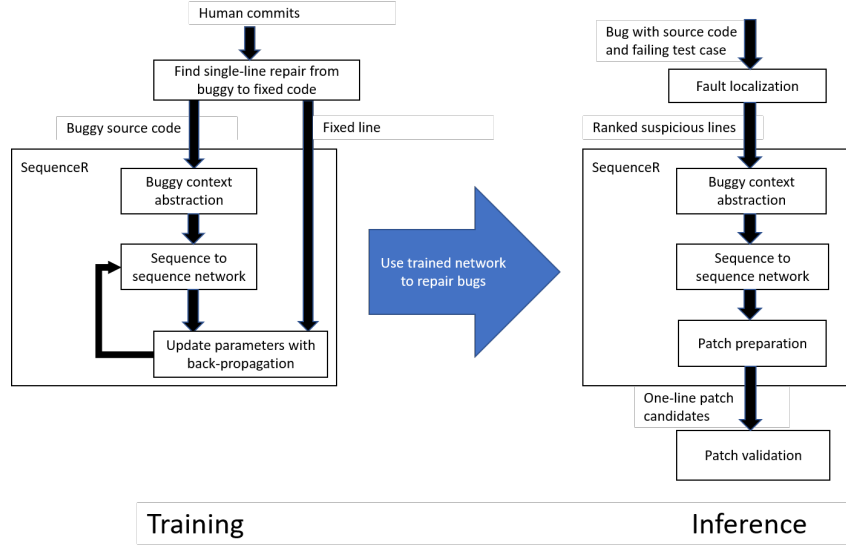 Human commits
Find single-line repair from
buggy to fixed code
Buggy source code
Fixed line
SequenceR
Buggy context
abstraction
Sequence to
sequence network
Update parameters with
back-propagation
Use trained network
to repair bugs
Bug with source code
and failing test case
Fault localization
Ranked suspicious lines
SequenceR
Buggy context
abstraction
Sequence to
sequence network
Patch preparation
One-line patch
candidates
Patch validation
Training
Inference